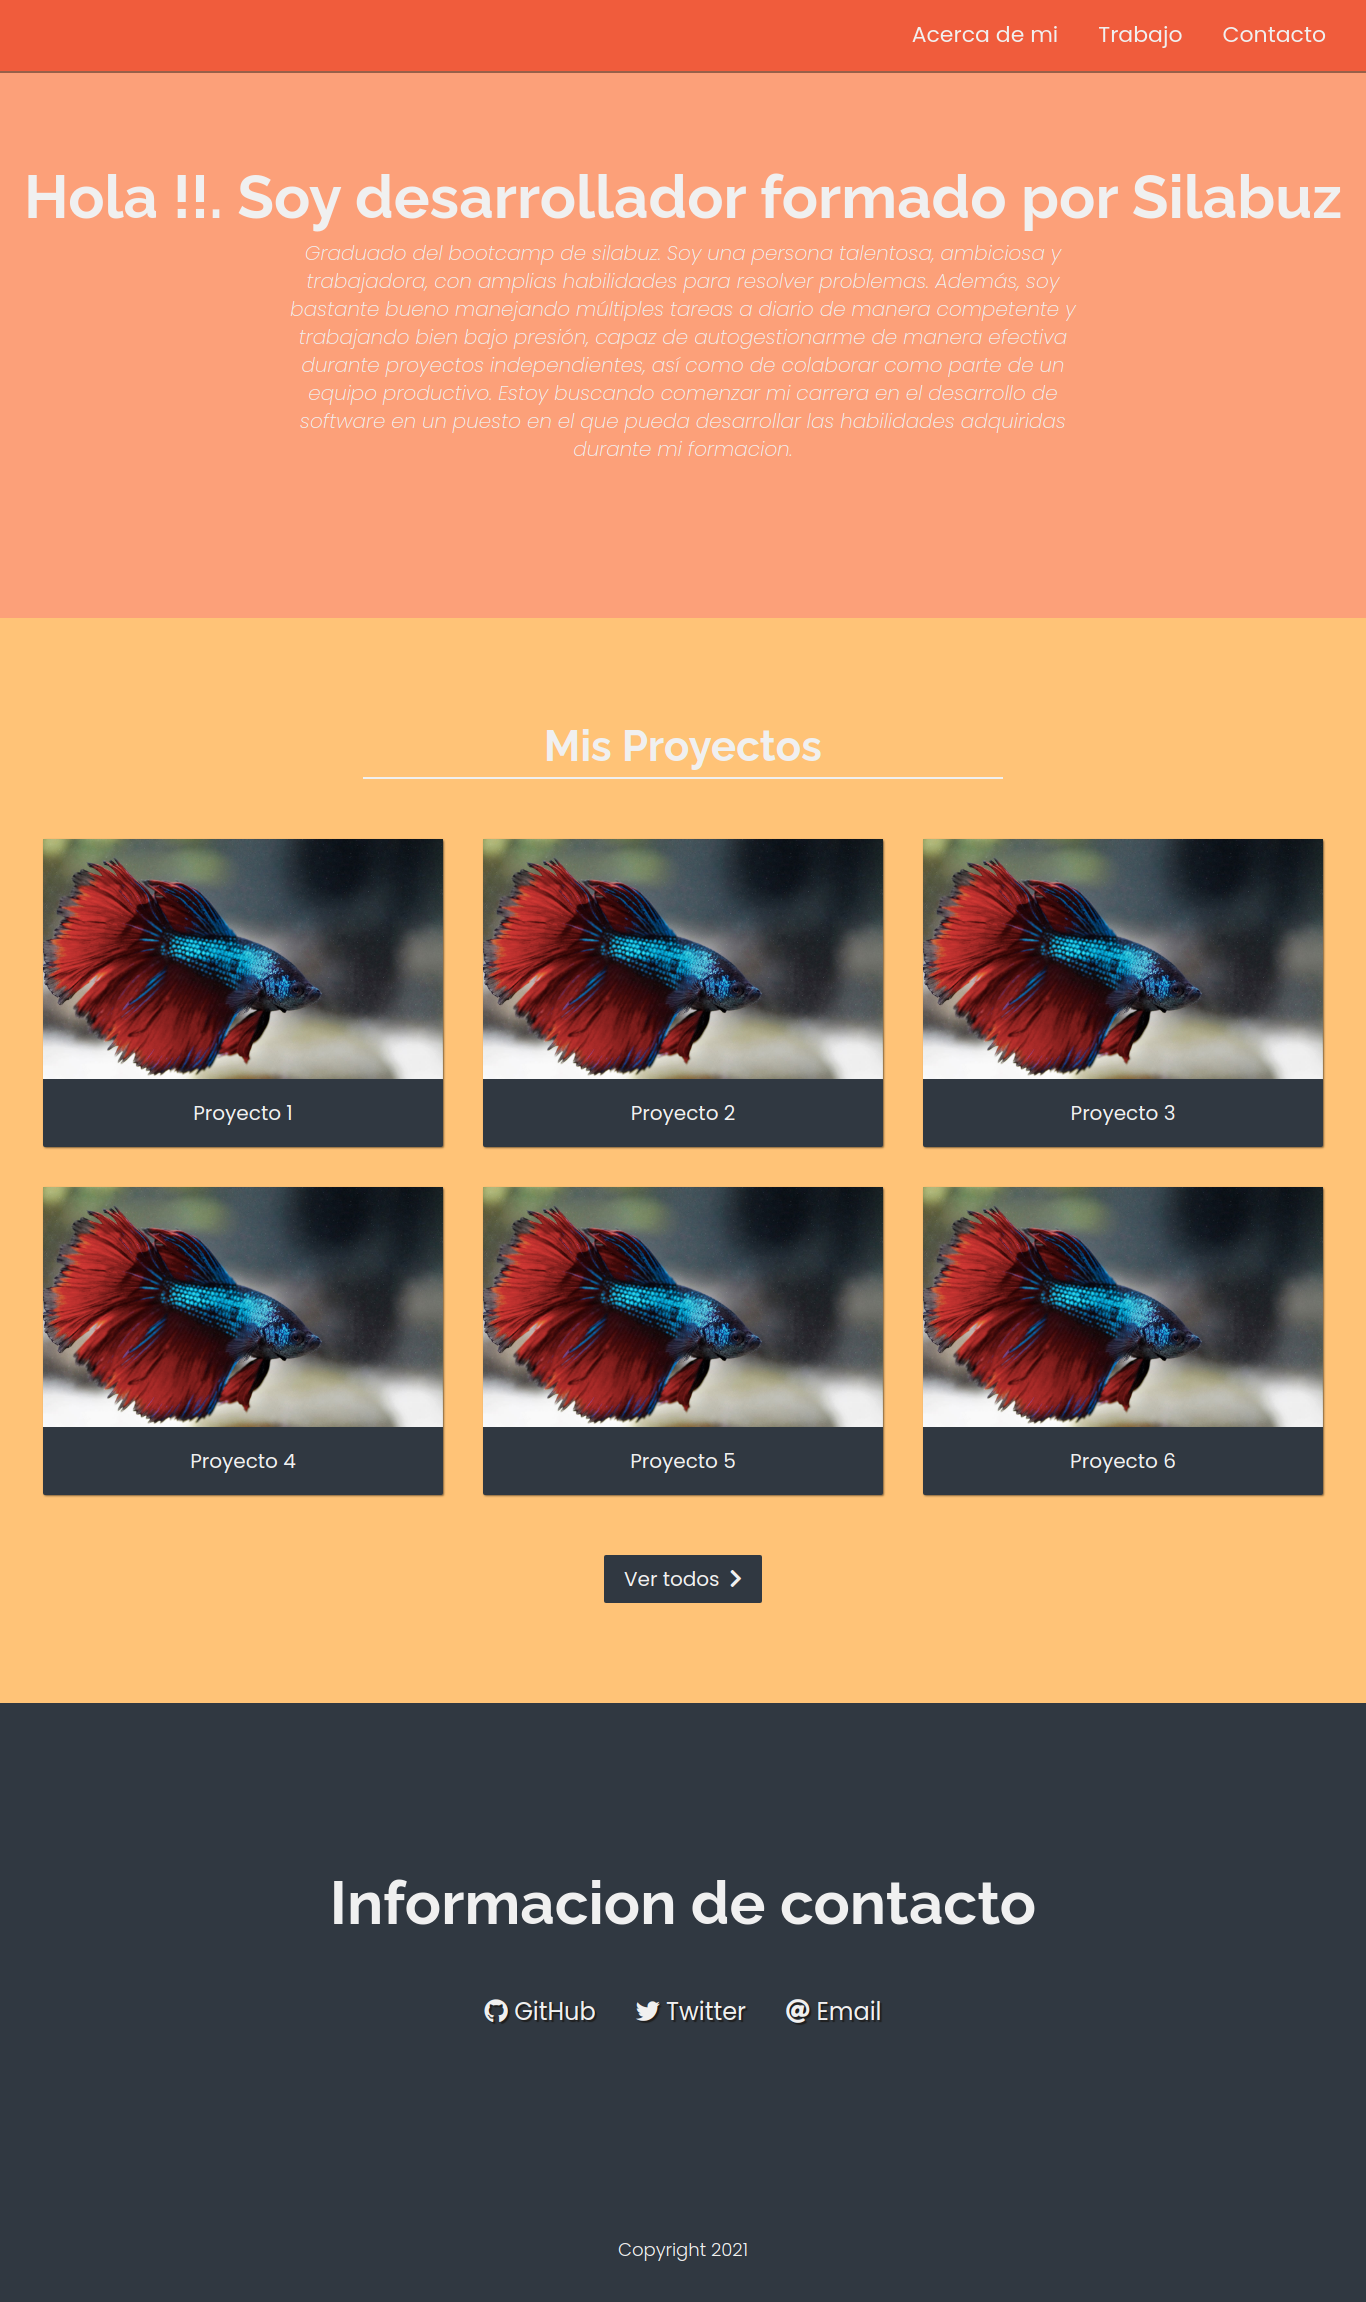 Acerca de mi Trabajo Contacto
Hola !!. Soy desarrollador formado por Silabuz
Graduado del bootcamp de silabuz. Soy una persona talentosa, ambiciosa y
trabajadora, con amplias habilidades para resolver problemas. Además, soy
bastante bueno manejando múltiples tareas a diario de manera competente y
trabajando bien bajo presión, capaz de autogestionarme de manera efectiva
durante proyectos independientes, así como de colaborar como parte de un
equipo productivo. Estoy buscando comenzar mi carrera en el desarrollo de
software en un puesto en el que pueda desarrollar las habilidades adquiridas
durante mi formacion.
Mis Proyectos
Proyecto 1
Proyecto 2
Proyecto 3
Proyecto 4
Proyecto 5
Proyecto 6
Ver todos
Informacion de contacto
GitHub Twitter Email
Copyright 2021